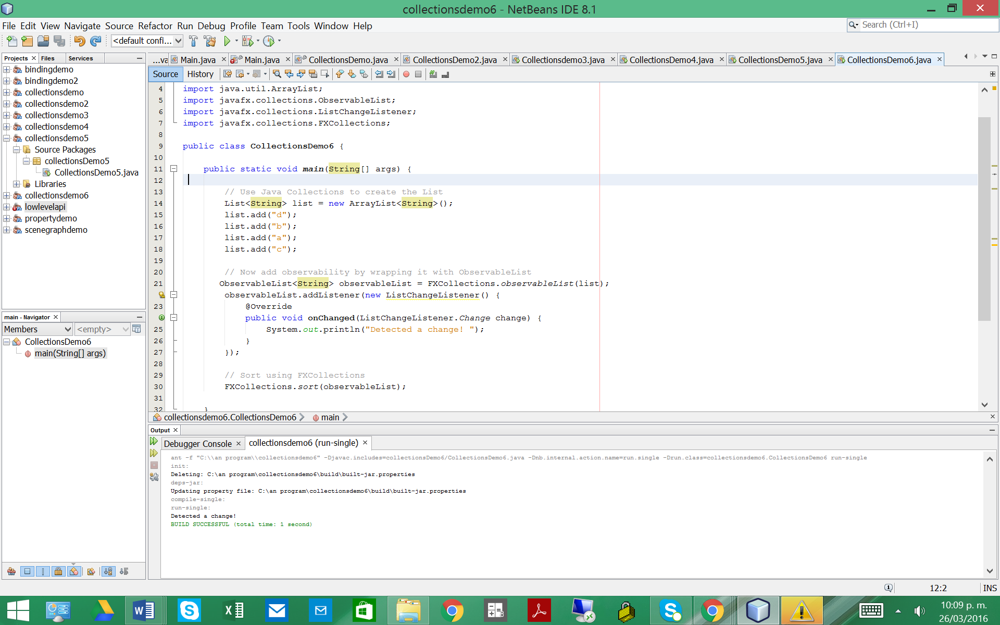 collectionsdemo6 - NetBeans IDE 8.1
File Edit View Navigate Source Refactor Run Debug Profile Team Tools Window Help
Search (Ctrl+I)
<default confi...
Projects Files Services
bindingdemo
bindingdemo2
collectionsdemo
collectionsdemo2
collectionsdemo3
collectionsdemo4
collectionsdemo5
Source Packages
collectionsDemo5
CollectionsDemo5.java
Libraries
collectionsdemo6
lowlevelapi
propertydemo
scenegraphdemo
main - Navigator
Members <empty>
CollectionsDemo6
main(String[] args)
...va Main.java Main.java CollectionsDemo.java CollectionsDemo2.java Collectionsdemo3.java CollectionsDemo4.java CollectionsDemo5.java CollectionsDemo6.java
Source History
4 import java.util.ArrayList;
5 import javafx.collections.ObservableList;
6 import javafx.collections.ListChangeListener;
7 import javafx.collections.FXCollections;
8
9 public class CollectionsDemo6 {
10
11 public static void main(String[] args) {
12
13 // Use Java Collections to create the List
14 List<String> list = new ArrayList<String>();
15 list.add("d");
16 list.add("b");
17 list.add("a");
18 list.add("c");
19
20 // Now add observability by wrapping it with ObservableList
21 ObservableList<String> observableList = FXCollections.observableList(list);
observableList.addListener(new ListChangeListener() {
23 @Override
public void onChanged(ListChangeListener.Change change) {
25 System.out.println("Detected a change! ");
26 }
27 });
28
29 // Sort using FXCollections
30 FXCollections.sort(observableList);
31
32 }
collectionsdemo6.CollectionsDemo6 main
Output
Debugger Console collectionsdemo6 (run-single)
ant -f "C:\\an program\\collectionsdemo6" -Djavac.includes=collectionsDemo6/CollectionsDemo6.java -Dnb.internal.action.name=run.single -Drun.class=collectionsdemo6.CollectionsDemo6 run-single
init:
Deleting: C:\an program\collectionsdemo6\build\built-jar.properties
deps-jar:
Updating property file: C:\an program\collectionsdemo6\build\built-jar.properties
compile-single:
run-single:
Detected a change!
BUILD SUCCESSFUL (total time: 1 second)
12:2 INS
10:09 p. m.
26/03/2016